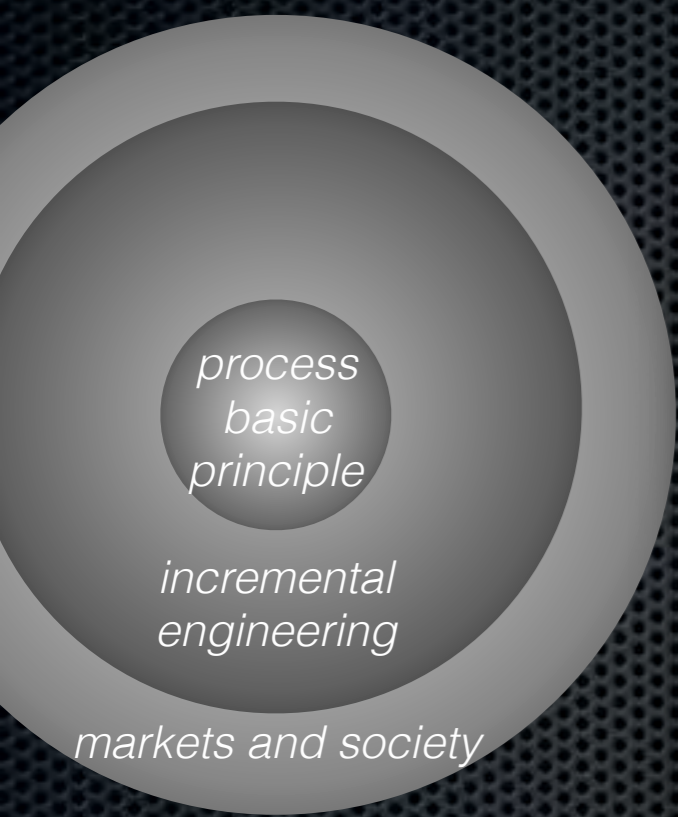 process
basic
principle
incremental
engineering
markets and society